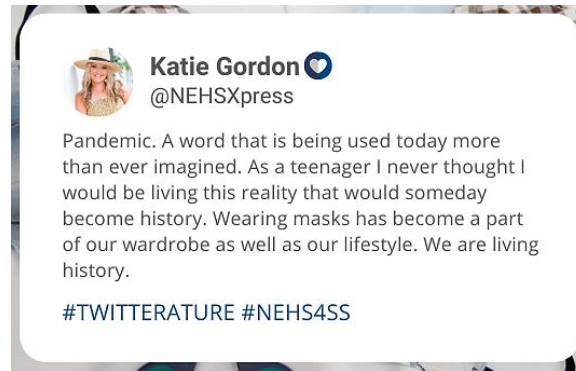 Katie Gordon
@NEHSXpress
Pandemic. A word that is being used today more
than ever imagined. As a teenager I never thought I
would be living this reality that would someday
become history. Wearing masks has become a part
of our wardrobe as well as our lifestyle. We are living
history.
#TWITTERATURE #NEHS4SS